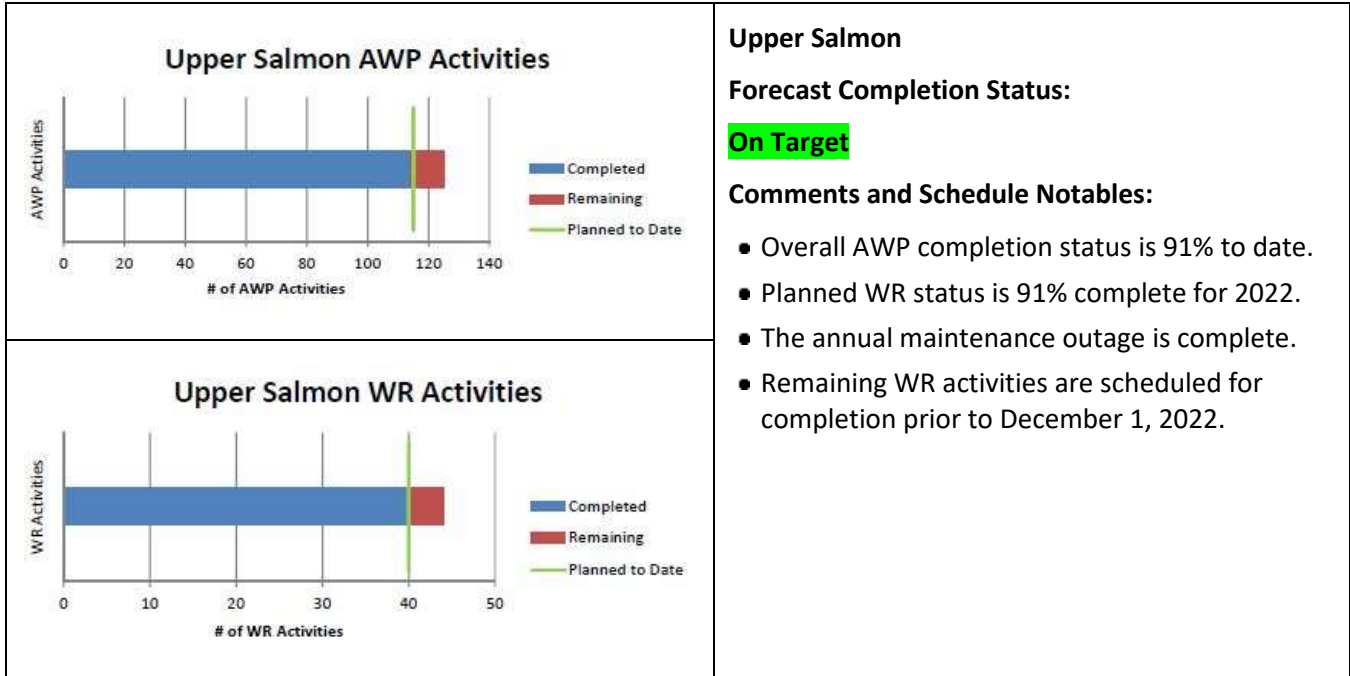 Upper Salmon AWP Activities
AWP Activities
Completed
Remaining
Planned to Date
0 20 40 60 80 100 120 140
# of AWP Activities
Upper Salmon WR Activities
WR Activities
Completed
Remaining
Planned to Date
0 10 20 30 40 50
# of WR Activities
Upper Salmon
Forecast Completion Status:
On Target
Comments and Schedule Notables:
• Overall AWP completion status is 91% to date.
• Planned WR status is 91% complete for 2022.
• The annual maintenance outage is complete.
• Remaining WR activities are scheduled for
completion prior to December 1, 2022.